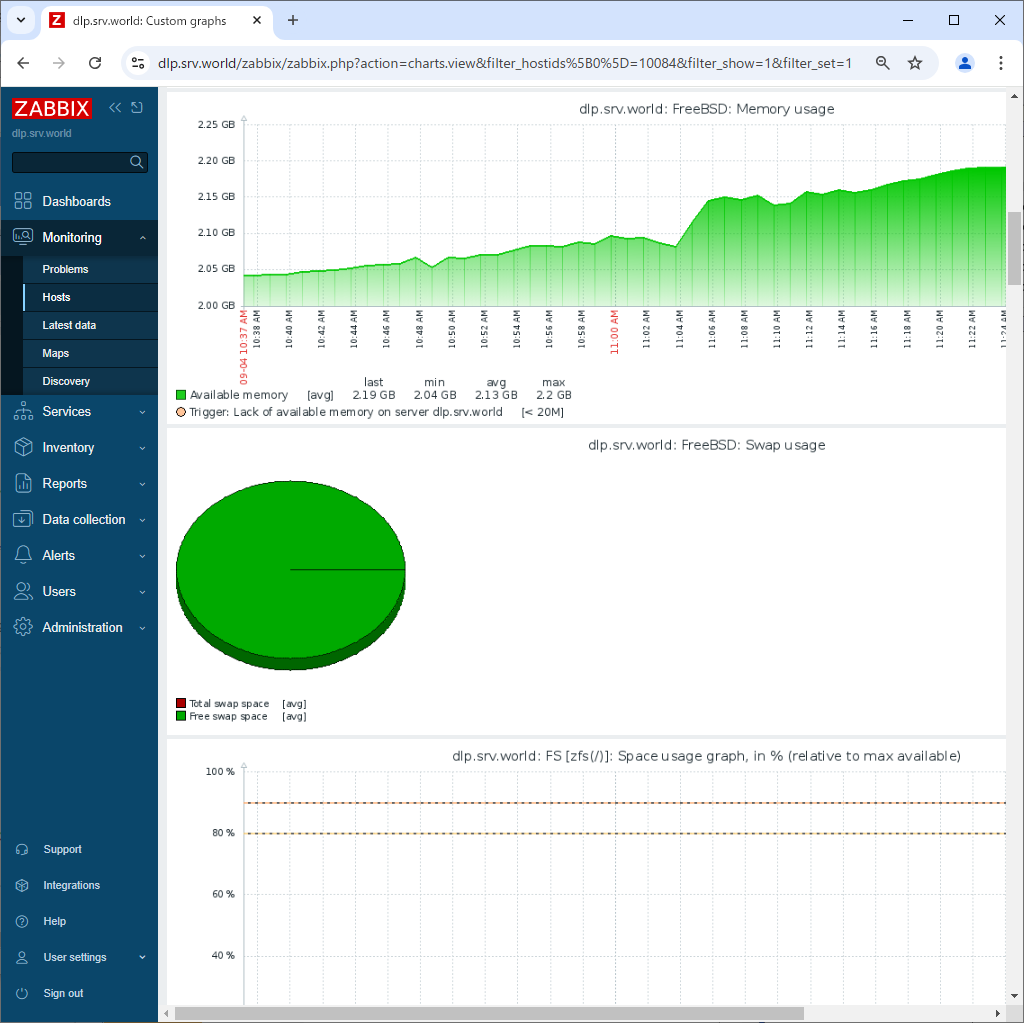 dlp.srv.world: Custom graphs
dlp.srv.world/zabbix/zabbix.php?action=charts.view&filter_hostids%5B0%5D=10084&filter_show=1&filter_set=1
ZABBIX
dlp.srv.world
Dashboards
Monitoring
Problems
Hosts
Latest data
Maps
Discovery
Services
Inventory
Reports
Data collection
Alerts
Users
Administration
Support
Integrations
Help
User settings
Sign out
dlp.srv.world: FreeBSD: Memory usage
2.25 GB
2.20 GB
2.15 GB
2.10 GB
2.05 GB
2.00 GB
09-04 10:37 AM
10:38 AM
10:40 AM
10:42 AM
10:44 AM
10:46 AM
10:48 AM
10:50 AM
10:52 AM
10:54 AM
10:56 AM
10:58 AM
11:00 AM
11:02 AM
11:04 AM
11:06 AM
11:08 AM
11:10 AM
11:12 AM
11:14 AM
11:16 AM
11:18 AM
11:20 AM
11:22 AM
11:24 AM
last min avg max
Available memory [avg] 2.19 GB 2.04 GB 2.13 GB 2.2 GB
Trigger: Lack of available memory on server dlp.srv.world [< 20M]
dlp.srv.world: FreeBSD: Swap usage
Total swap space [avg]
Free swap space [avg]
dlp.srv.world: FS [zfs(/)]: Space usage graph, in % (relative to max available)
100 %
80 %
60 %
40 %